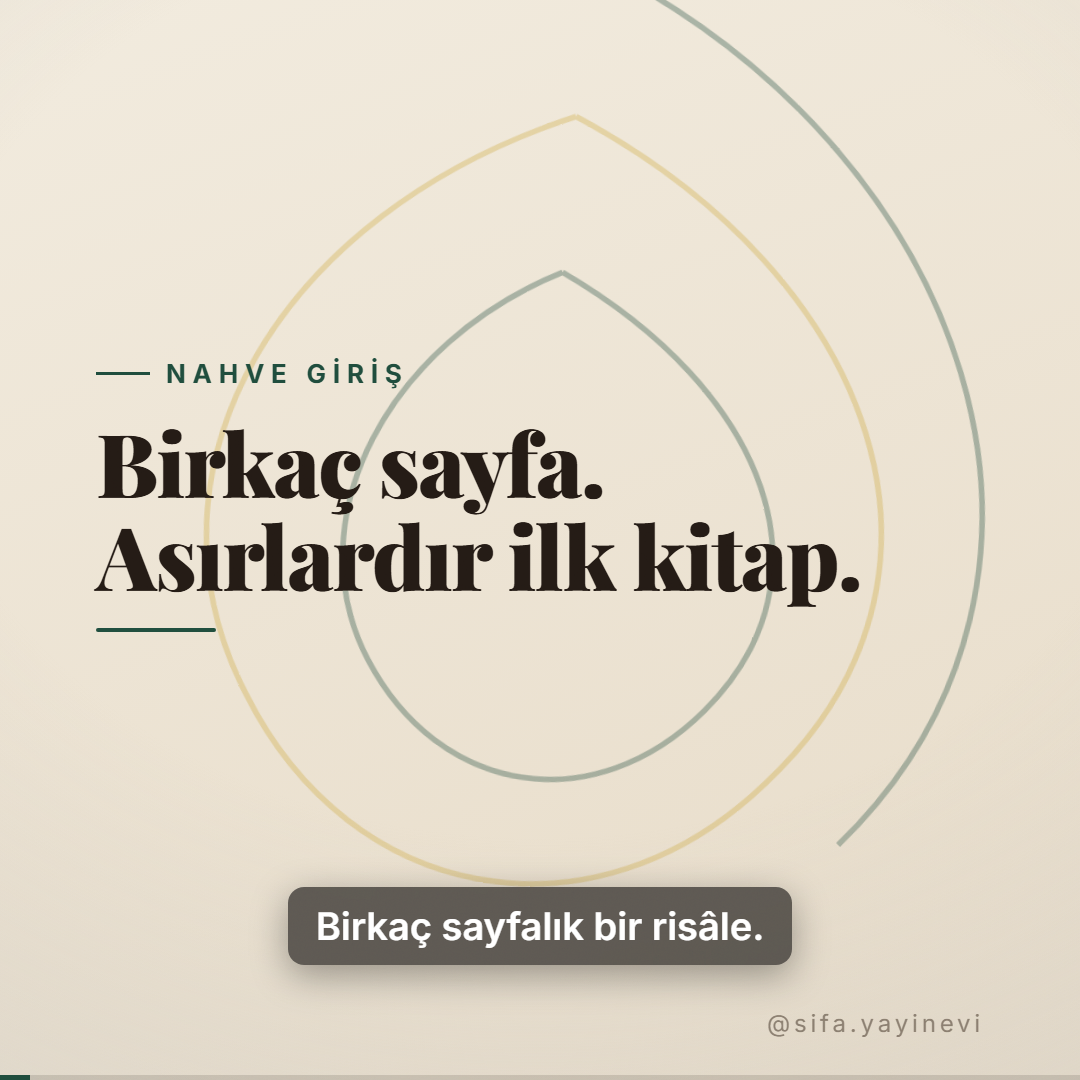 NAHVE GİRİŞ
Birkaç sayfa.
Asırlardır ilk kitap.
Birkaç sayfalık bir risâle.
@sifa.yayinevi